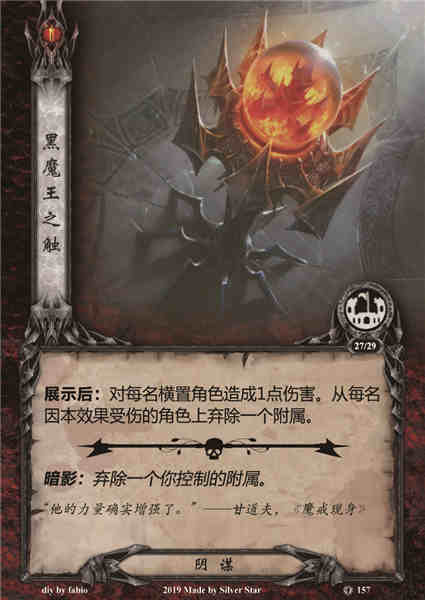 黑魔王之触
27/29
展示后：对每名横置角色造成1点伤害。从每名
因本效果受伤的角色上弃除一个附属。
暗影：弃除一个你控制的附属。
“他的力量确实增强了。”——甘道夫，《魔戒现身》
阴谋
diy by fabio
2019 Made by Silver Star
157